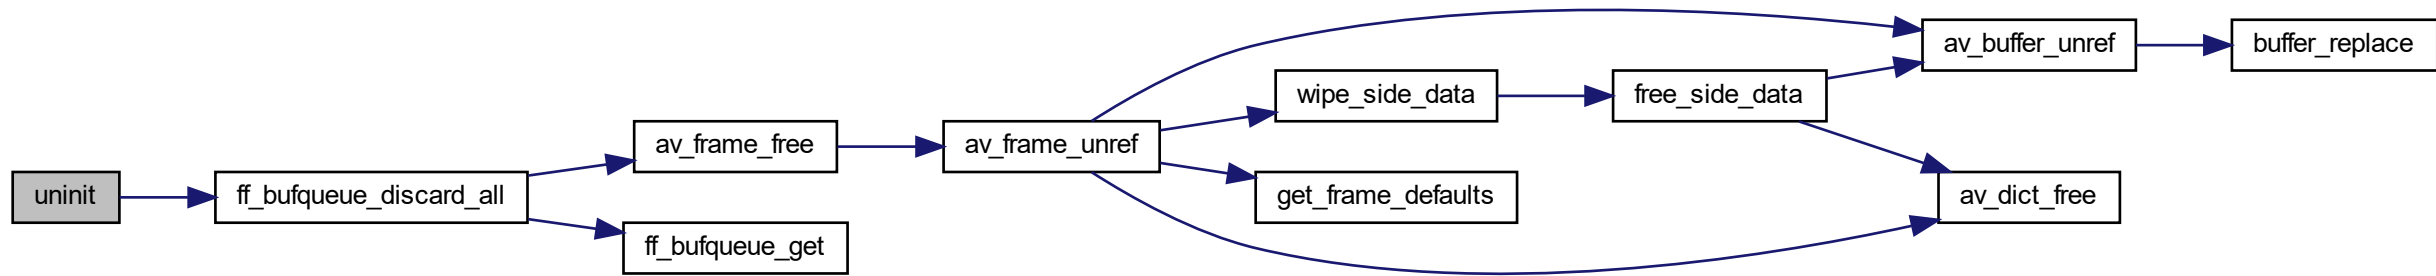 uninit
ff_bufqueue_discard_all
av_frame_free
ff_bufqueue_get
av_frame_unref
wipe_side_data
get_frame_defaults
free_side_data
av_buffer_unref
av_dict_free
buffer_replace